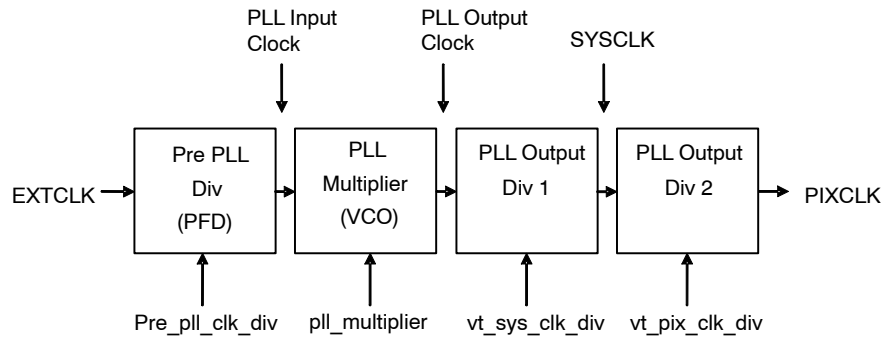 PLL Input
Clock
PLL Output
Clock
SYSCLK
EXTCLK
Pre PLL
Div
(PFD)
PLL
Multiplier
(VCO)
PLL Output
Div 1
PLL Output
Div 2
PIXCLK
Pre_pll_clk_div
pll_multiplier
vt_sys_clk_div
vt_pix_clk_div